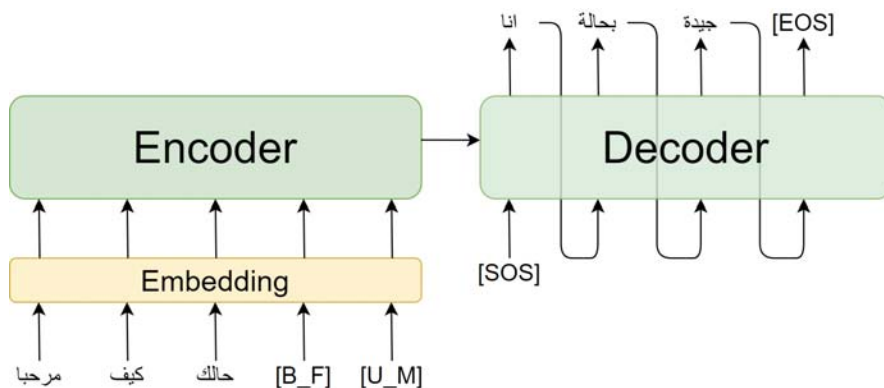 انا بحالة جيدة [EOS]
Encoder
Decoder
[SOS]
Embedding
مرحبا كيف حالك [B_F] [U_M]